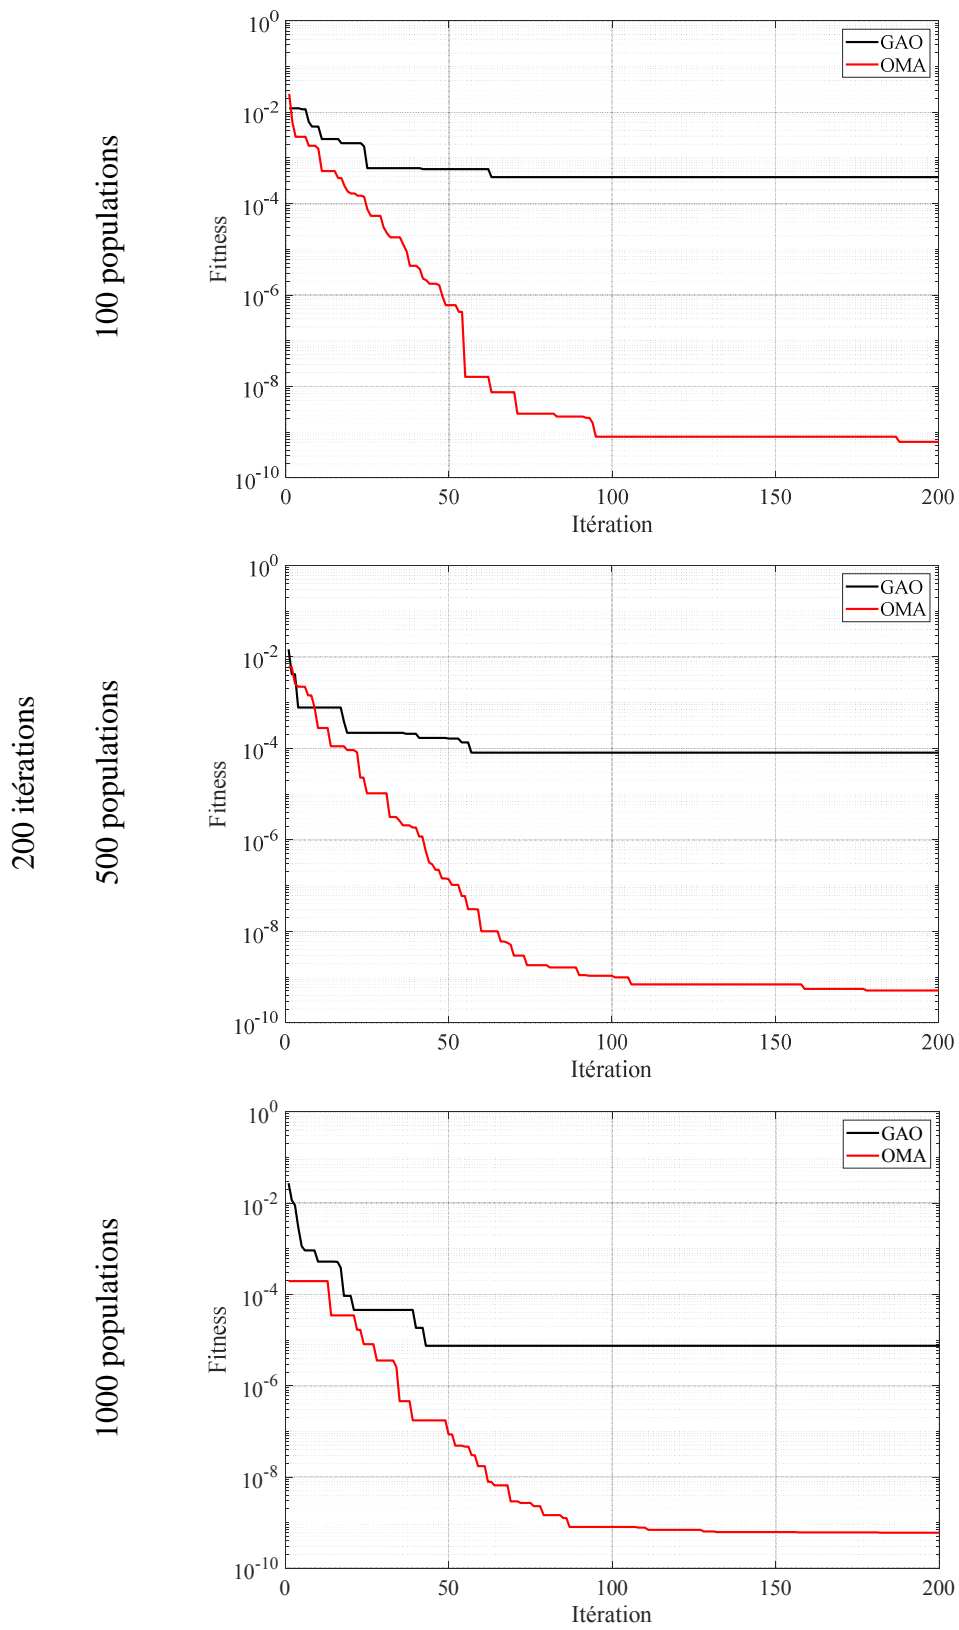 200 itérations
100 populations
10^0
10^-2
10^-4
10^-6
10^-8
10^-10
Fitness
GAO
OMA
0 50 100 150 200
Itération
500 populations
10^0
10^-2
10^-4
10^-6
10^-8
10^-10
Fitness
GAO
OMA
0 50 100 150 200
Itération
1000 populations
10^0
10^-2
10^-4
10^-6
10^-8
10^-10
Fitness
GAO
OMA
0 50 100 150 200
Itération